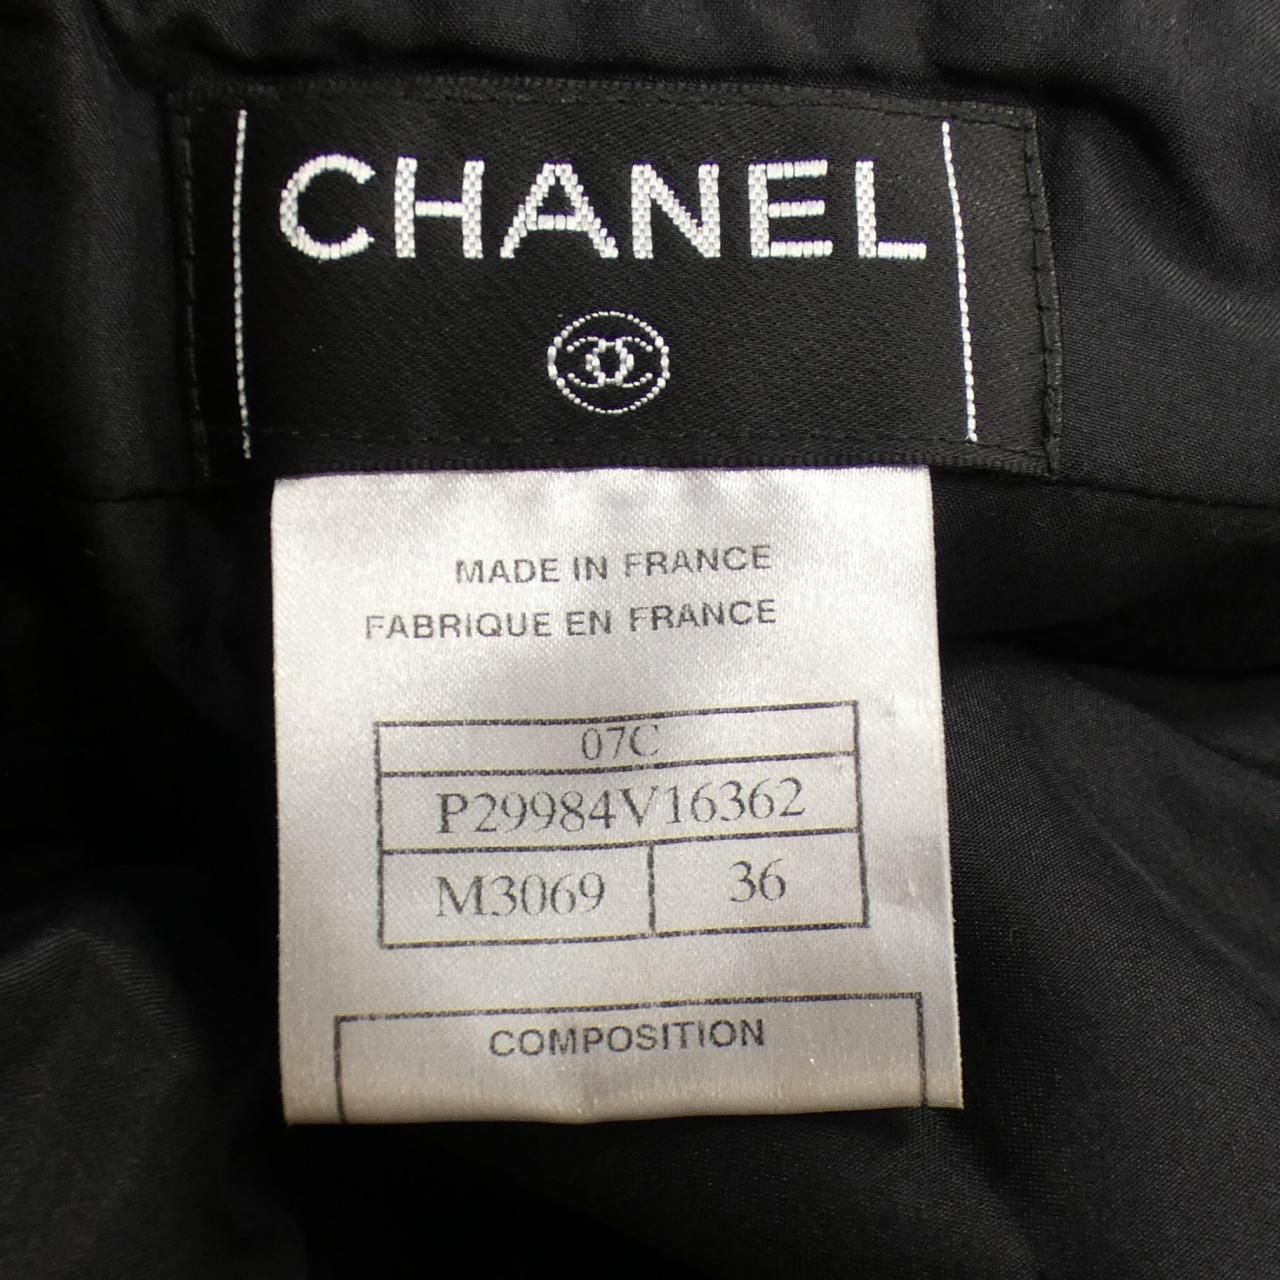 CHANEL
MADE IN FRANCE
FABRIQUE EN FRANCE
07C
P29984V16362
M3069 36
COMPOSITION